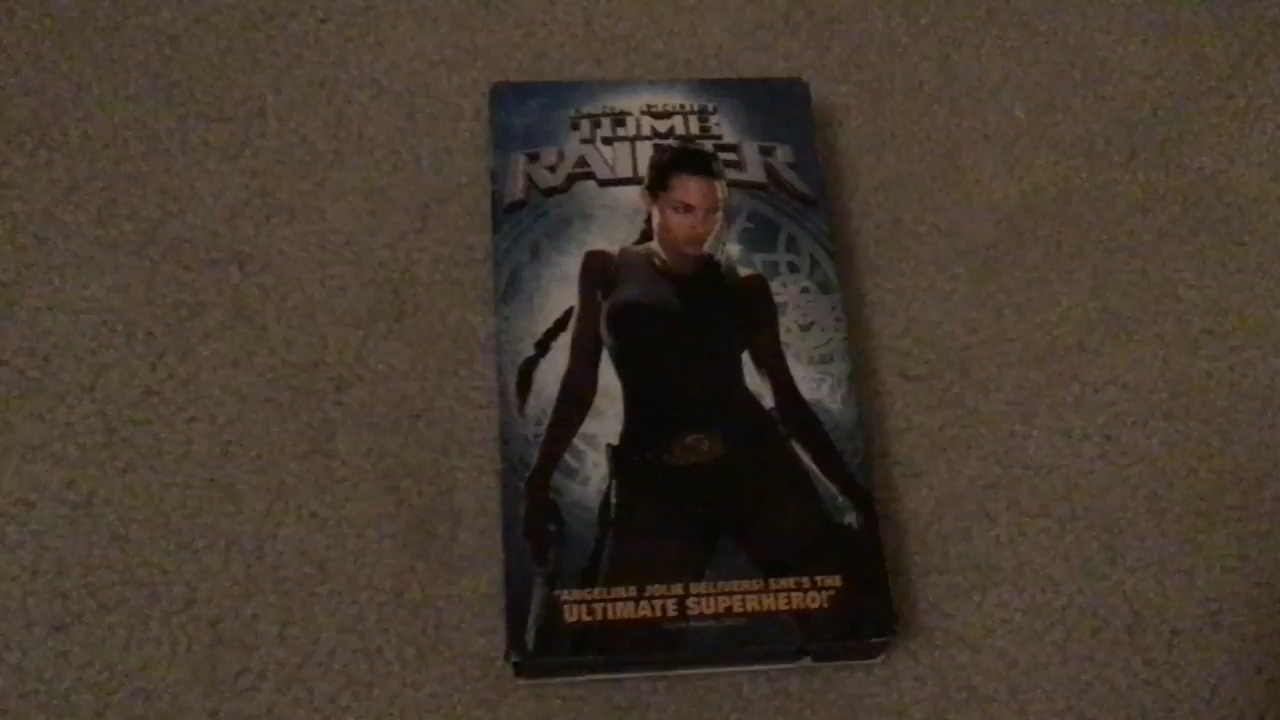 TOMB
RAIDER
"ANGELINA JOLIE DELIVERS! SHE'S THE
ULTIMATE SUPERHERO!"